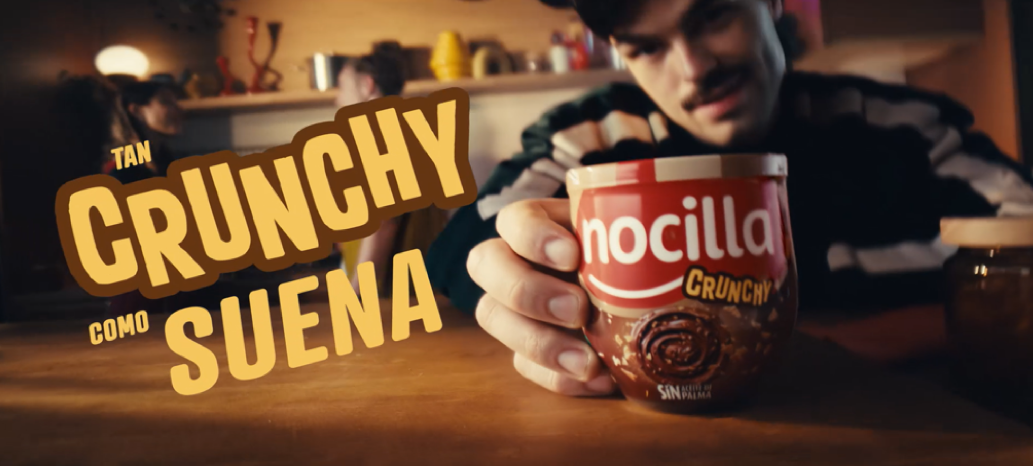 TAN
CRUNCHY
COMO SUENA
nocilla
CRUNCHY
SIN ACEITE DE
PALMA